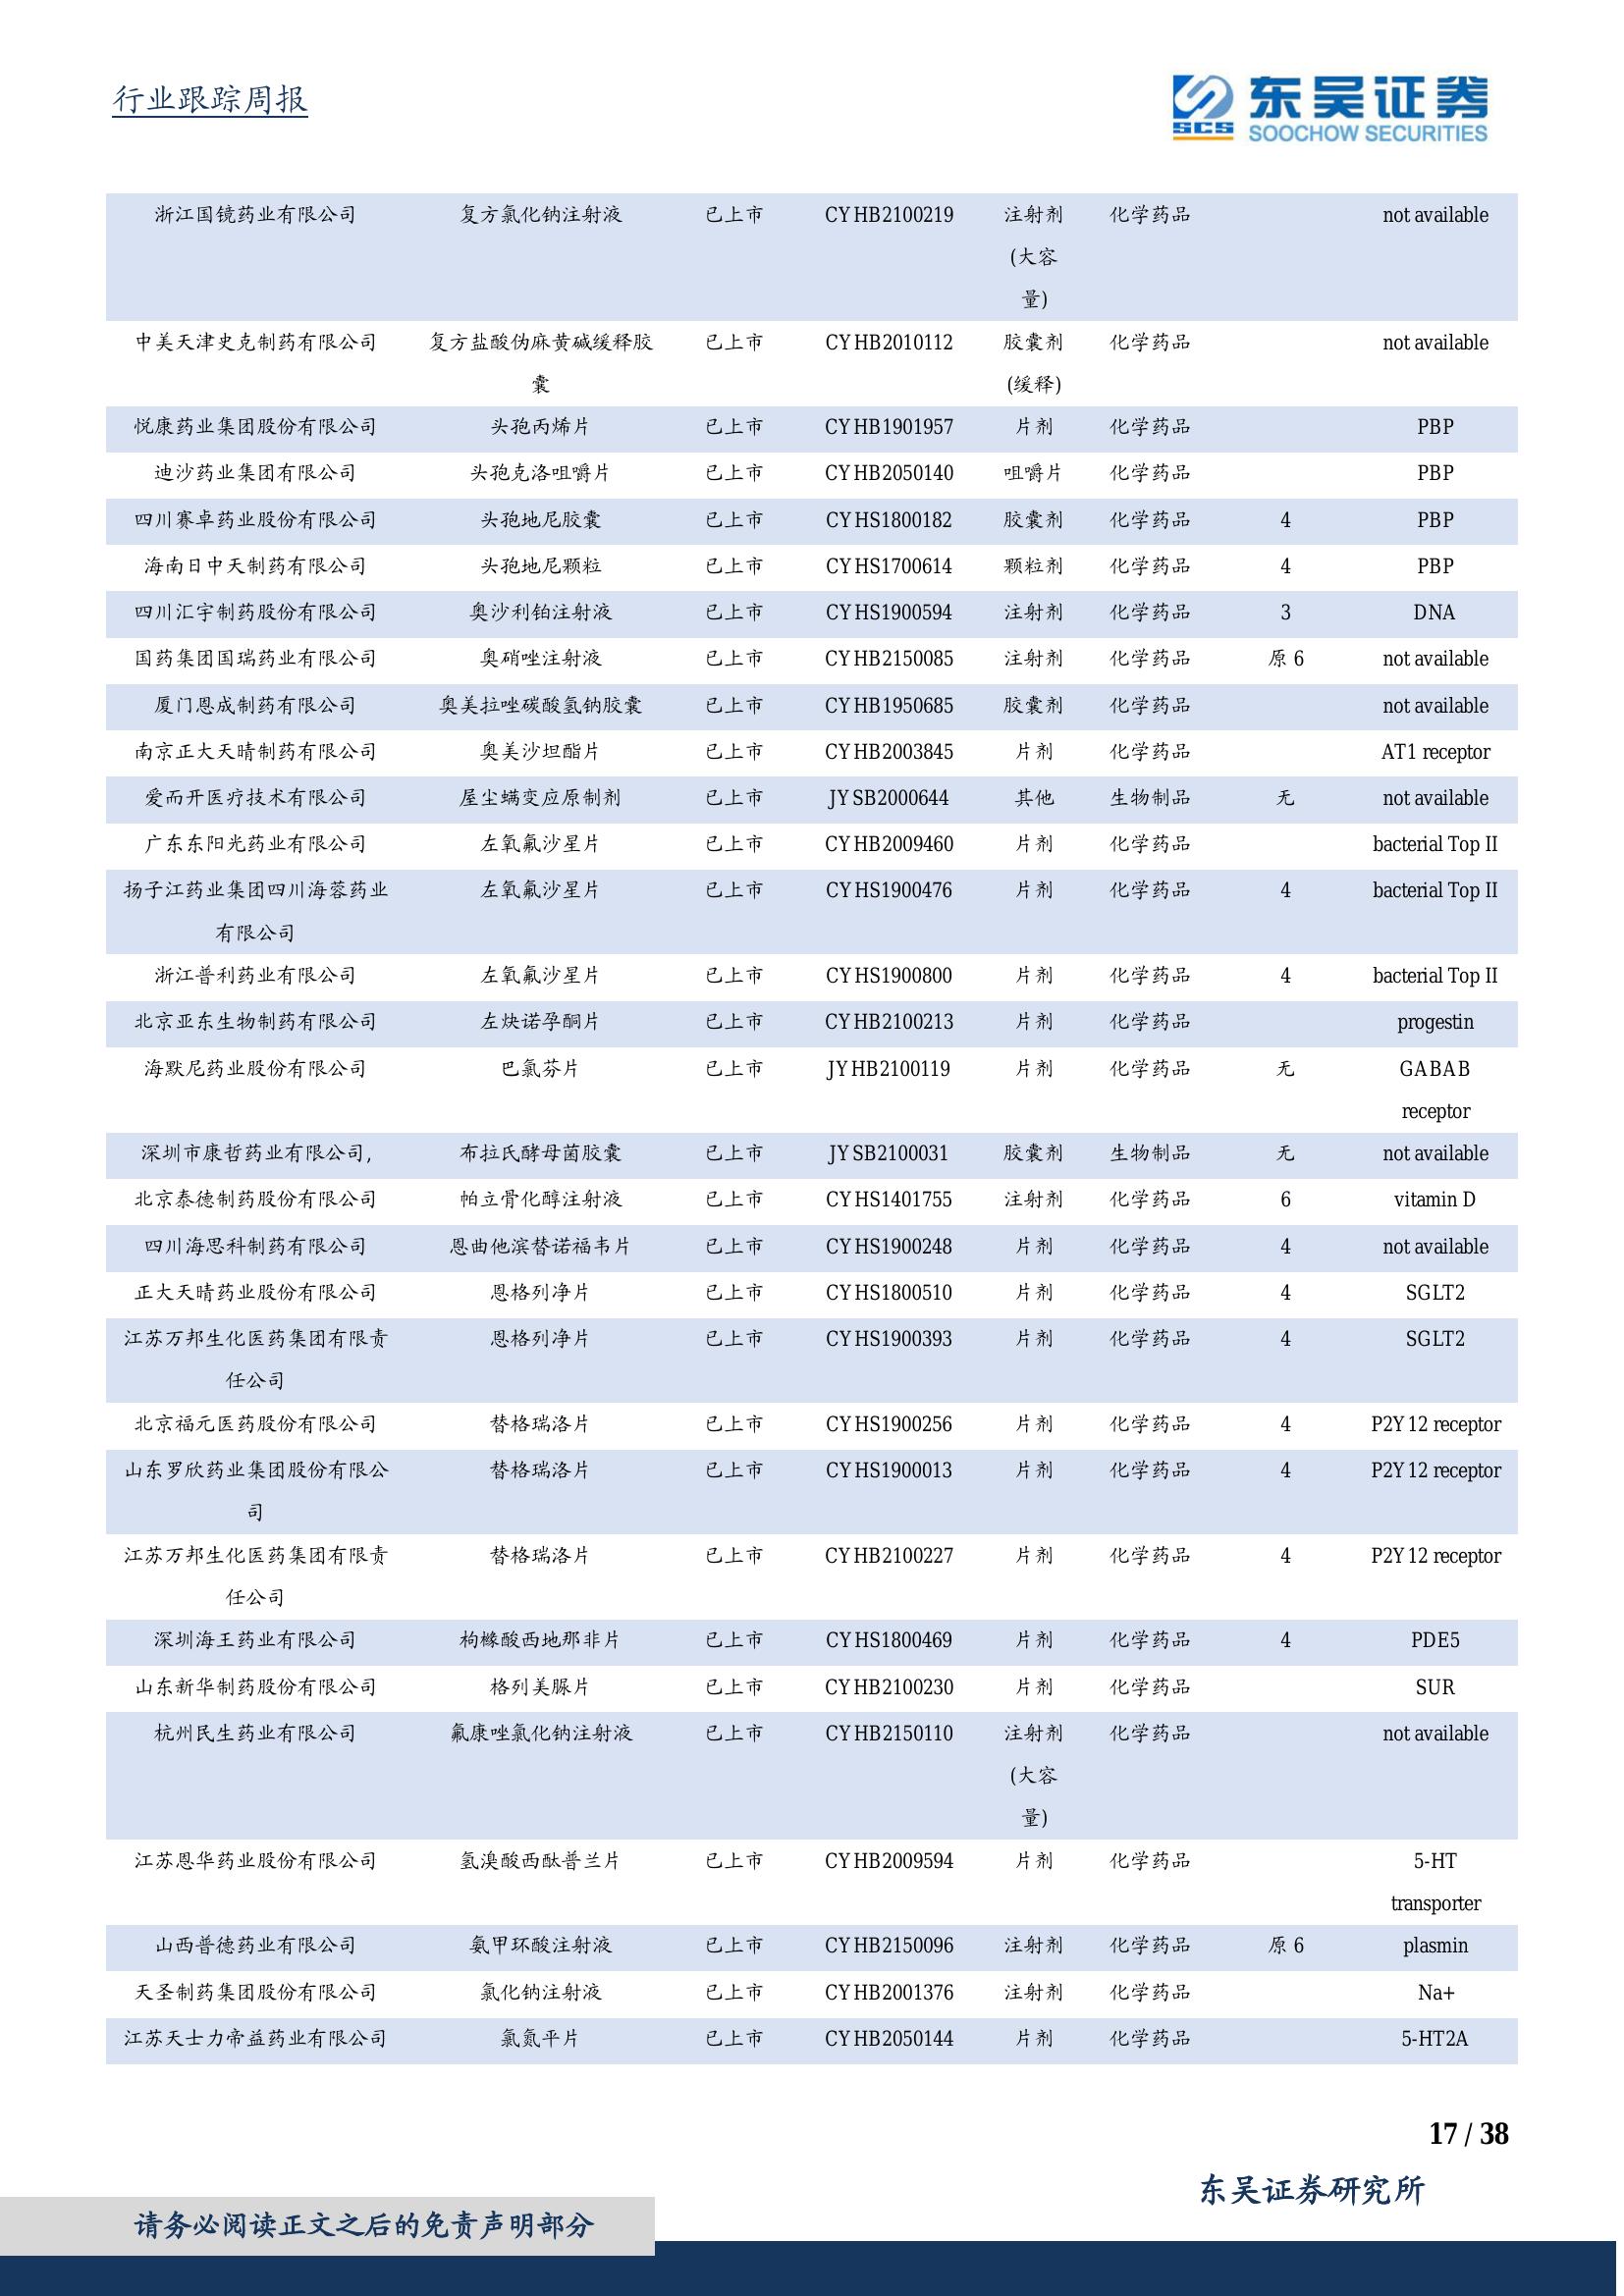 行业跟踪周报
SCS 东吴证券
SOOCHOW SECURITIES
浙江国镜药业有限公司 复方氯化钠注射液 已上市 CYHB2100219 注射剂 化学药品 not available
(大容
量)
中美天津史克制药有限公司 复方盐酸伪麻黄碱缓释胶 已上市 CYHB2010112 胶囊剂 化学药品 not available
囊 (缓释)
悦康药业集团股份有限公司 头孢丙烯片 已上市 CYHB1901957 片剂 化学药品 PBP
迪沙药业集团有限公司 头孢克洛咀嚼片 已上市 CYHB2050140 咀嚼片 化学药品 PBP
四川赛卓药业股份有限公司 头孢地尼胶囊 已上市 CYHS1800182 胶囊剂 化学药品 4 PBP
海南日中天制药有限公司 头孢地尼颗粒 已上市 CYHS1700614 颗粒剂 化学药品 4 PBP
四川汇宇制药股份有限公司 奥沙利铂注射液 已上市 CYHS1900594 注射剂 化学药品 3 DNA
国药集团国瑞药业有限公司 奥硝唑注射液 已上市 CYHB2150085 注射剂 化学药品 原 6 not available
厦门恩成制药有限公司 奥美拉唑碳酸氢钠胶囊 已上市 CYHB1950685 胶囊剂 化学药品 not available
南京正大天晴制药有限公司 奥美沙坦酯片 已上市 CYHB2003845 片剂 化学药品 AT1 receptor
爱而开医疗技术有限公司 屋尘螨变应原制剂 已上市 JYSB2000644 其他 生物制品 无 not available
广东东阳光药业有限公司 左氧氟沙星片 已上市 CYHB2009460 片剂 化学药品 bacterial Top II
扬子江药业集团四川海蓉药业 左氧氟沙星片 已上市 CYHS1900476 片剂 化学药品 4 bacterial Top II
有限公司
浙江普利药业有限公司 左氧氟沙星片 已上市 CYHS1900800 片剂 化学药品 4 bacterial Top II
北京亚东生物制药有限公司 左炔诺孕酮片 已上市 CYHB2100213 片剂 化学药品 progestin
海默尼药业股份有限公司 巴氯芬片 已上市 JYHB2100119 片剂 化学药品 无 GABAB
receptor
深圳市康哲药业有限公司, 布拉氏酵母菌胶囊 已上市 JYSB2100031 胶囊剂 生物制品 无 not available
北京泰德制药股份有限公司 帕立骨化醇注射液 已上市 CYHS1401755 注射剂 化学药品 6 vitamin D
四川海思科制药有限公司 恩曲他滨替诺福韦片 已上市 CYHS1900248 片剂 化学药品 4 not available
正大天晴药业股份有限公司 恩格列净片 已上市 CYHS1800510 片剂 化学药品 4 SGLT2
江苏万邦生化医药集团有限责 恩格列净片 已上市 CYHS1900393 片剂 化学药品 4 SGLT2
任公司
北京福元医药股份有限公司 替格瑞洛片 已上市 CYHS1900256 片剂 化学药品 4 P2Y12 receptor
山东罗欣药业集团股份有限公 替格瑞洛片 已上市 CYHS1900013 片剂 化学药品 4 P2Y12 receptor
司
江苏万邦生化医药集团有限责 替格瑞洛片 已上市 CYHB2100227 片剂 化学药品 4 P2Y12 receptor
任公司
深圳海王药业有限公司 枸橼酸西地那非片 已上市 CYHS1800469 片剂 化学药品 4 PDE5
山东新华制药股份有限公司 格列美脲片 已上市 CYHB2100230 片剂 化学药品 SUR
杭州民生药业有限公司 氟康唑氯化钠注射液 已上市 CYHB2150110 注射剂 化学药品 not available
(大容
量)
江苏恩华药业股份有限公司 氢溴酸西酞普兰片 已上市 CYHB2009594 片剂 化学药品 5-HT
transporter
山西普德药业有限公司 氨甲环酸注射液 已上市 CYHB2150096 注射剂 化学药品 原 6 plasmin
天圣制药集团股份有限公司 氯化钠注射液 已上市 CYHB2001376 注射剂 化学药品 Na+
江苏天士力帝益药业有限公司 氯氮平片 已上市 CYHB2050144 片剂 化学药品 5-HT2A
17 / 38
东吴证券研究所
请务必阅读正文之后的免责声明部分